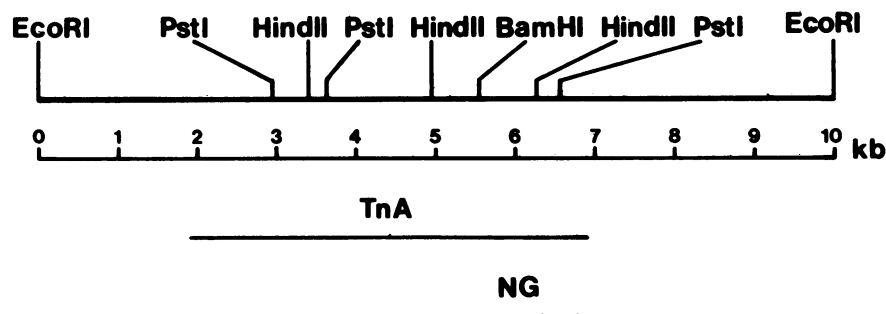 EcoRI PstI HindII PstI HindII BamHI HindII PstI EcoRI
0 1 2 3 4 5 6 7 8 9 10 kb
TnA
NG